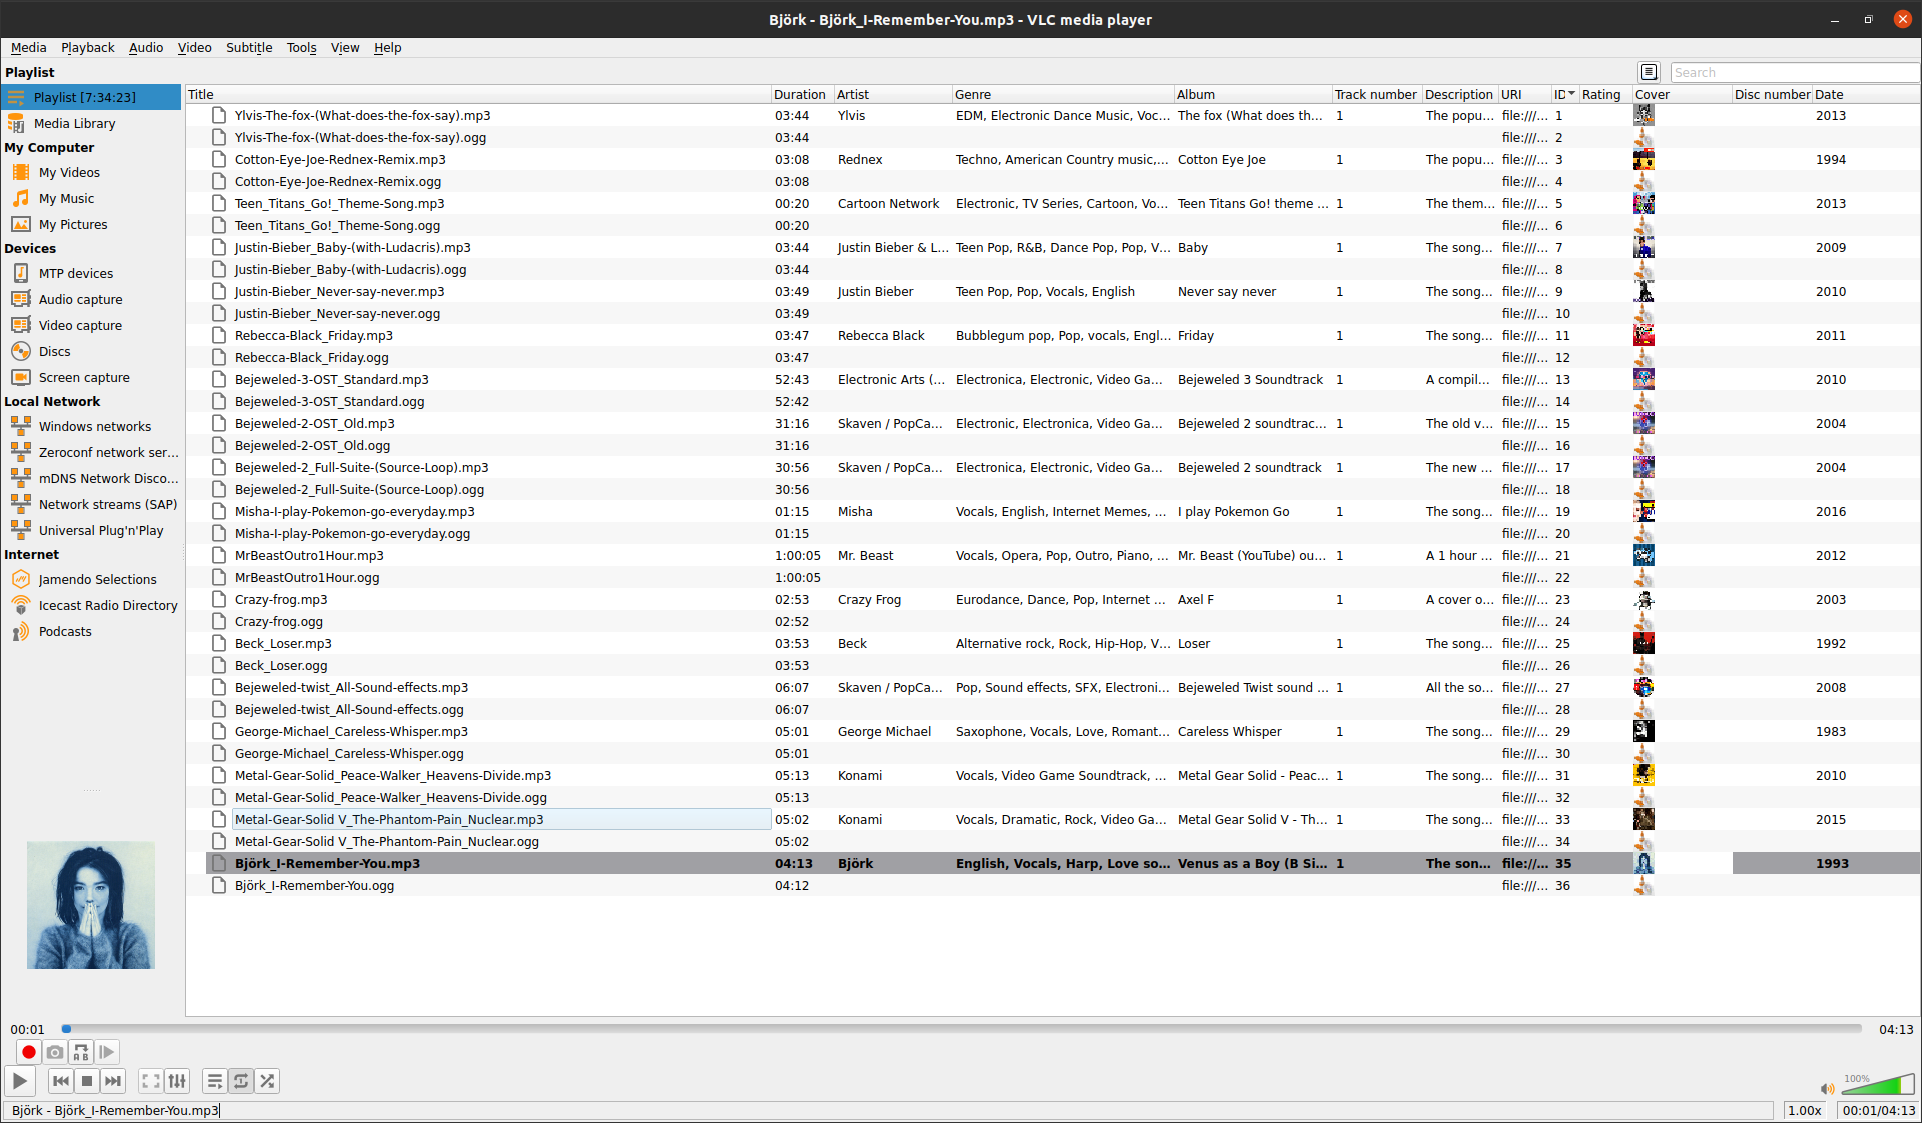 Björk - Björk_I-Remember-You.mp3 - VLC media player
Media Playback Audio Video Subtitle Tools View Help
Playlist
Search
Playlist [7:34:23]
Media Library
My Computer
My Videos
My Music
My Pictures
Devices
MTP devices
Audio capture
Video capture
Discs
Screen capture
Local Network
Windows networks
Zeroconf network ser...
mDNS Network Disco...
Network streams (SAP)
Universal Plug'n'Play
Internet
Jamendo Selections
Icecast Radio Directory
Podcasts
Title Duration Artist Genre Album Track number Description URI ID Rating Cover Disc number Date
Ylvis-The-fox-(What-does-the-fox-say).mp3 03:44 Ylvis EDM, Electronic Dance Music, Voc... The fox (What does th... 1 The popu... file:///... 1 2013
Ylvis-The-fox-(What-does-the-fox-say).ogg 03:44 file:///... 2
Cotton-Eye-Joe-Rednex-Remix.mp3 03:08 Rednex Techno, American Country music,... Cotton Eye Joe 1 The popu... file:///... 3 1994
Cotton-Eye-Joe-Rednex-Remix.ogg 03:08 file:///... 4
Teen_Titans_Go!_Theme-Song.mp3 00:20 Cartoon Network Electronic, TV Series, Cartoon, Vo... Teen Titans Go! theme ... 1 The them... file:///... 5 2013
Teen_Titans_Go!_Theme-Song.ogg 00:20 file:///... 6
Justin-Bieber_Baby-(with-Ludacris).mp3 03:44 Justin Bieber & L... Teen Pop, R&B, Dance Pop, Pop, V... Baby 1 The song... file:///... 7 2009
Justin-Bieber_Baby-(with-Ludacris).ogg 03:44 file:///... 8
Justin-Bieber_Never-say-never.mp3 03:49 Justin Bieber Teen Pop, Pop, Vocals, English Never say never 1 The song... file:///... 9 2010
Justin-Bieber_Never-say-never.ogg 03:49 file:///... 10
Rebecca-Black_Friday.mp3 03:47 Rebecca Black Bubblegum pop, Pop, vocals, Engl... Friday 1 The song... file:///... 11 2011
Rebecca-Black_Friday.ogg 03:47 file:///... 12
Bejeweled-3-OST_Standard.mp3 52:43 Electronic Arts (... Electronica, Electronic, Video Ga... Bejeweled 3 Soundtrack 1 A compil... file:///... 13 2010
Bejeweled-3-OST_Standard.ogg 52:42 file:///... 14
Bejeweled-2-OST_Old.mp3 31:16 Skaven / PopCa... Electronic, Electronica, Video Ga... Bejeweled 2 soundtrac... 1 The old v... file:///... 15 2004
Bejeweled-2-OST_Old.ogg 31:16 file:///... 16
Bejeweled-2_Full-Suite-(Source-Loop).mp3 30:56 Skaven / PopCa... Electronica, Electronic, Video Ga... Bejeweled 2 soundtrack 1 The new ... file:///... 17 2004
Bejeweled-2_Full-Suite-(Source-Loop).ogg 30:56 file:///... 18
Misha-I-play-Pokemon-go-everyday.mp3 01:15 Misha Vocals, English, Internet Memes, ... I play Pokemon Go 1 The song... file:///... 19 2016
Misha-I-play-Pokemon-go-everyday.ogg 01:15 file:///... 20
MrBeastOutro1Hour.mp3 1:00:05 Mr. Beast Vocals, Opera, Pop, Outro, Piano, ... Mr. Beast (YouTube) ou... 1 A 1 hour ... file:///... 21 2012
MrBeastOutro1Hour.ogg 1:00:05 file:///... 22
Crazy-frog.mp3 02:53 Crazy Frog Eurodance, Dance, Pop, Internet ... Axel F 1 A cover o... file:///... 23 2003
Crazy-frog.ogg 02:52 file:///... 24
Beck_Loser.mp3 03:53 Beck Alternative rock, Rock, Hip-Hop, V... Loser 1 The song... file:///... 25 1992
Beck_Loser.ogg 03:53 file:///... 26
Bejeweled-twist_All-Sound-effects.mp3 06:07 Skaven / PopCa... Pop, Sound effects, SFX, Electroni... Bejeweled Twist sound ... 1 All the so... file:///... 27 2008
Bejeweled-twist_All-Sound-effects.ogg 06:07 file:///... 28
George-Michael_Careless-Whisper.mp3 05:01 George Michael Saxophone, Vocals, Love, Romant... Careless Whisper 1 The song... file:///... 29 1983
George-Michael_Careless-Whisper.ogg 05:01 file:///... 30
Metal-Gear-Solid_Peace-Walker_Heavens-Divide.mp3 05:13 Konami Vocals, Video Game Soundtrack, ... Metal Gear Solid - Peac... 1 The song... file:///... 31 2010
Metal-Gear-Solid_Peace-Walker_Heavens-Divide.ogg 05:13 file:///... 32
Metal-Gear-Solid V_The-Phantom-Pain_Nuclear.mp3 05:02 Konami Vocals, Dramatic, Rock, Video Ga... Metal Gear Solid V - Th... 1 The song... file:///... 33 2015
Metal-Gear-Solid V_The-Phantom-Pain_Nuclear.ogg 05:02 file:///... 34
Björk_I-Remember-You.mp3 04:13 Björk English, Vocals, Harp, Love so... Venus as a Boy (B Si... 1 The son... file://... 35 1993
Björk_I-Remember-You.ogg 04:12 file:///... 36
00:01 04:13
A B
100%
Björk - Björk_I-Remember-You.mp3 1.00x 00:01/04:13